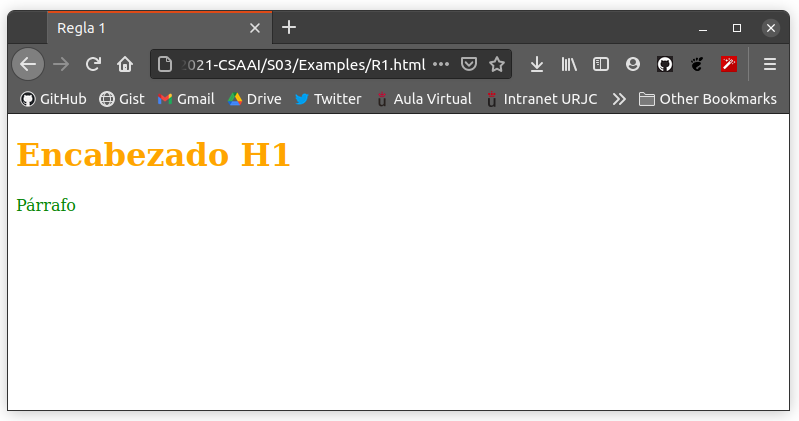 Regla 1
2021-CSAAI/S03/Examples/R1.html
GitHub Gist Gmail Drive Twitter Aula Virtual Intranet URJC Other Bookmarks
Encabezado H1
Párrafo